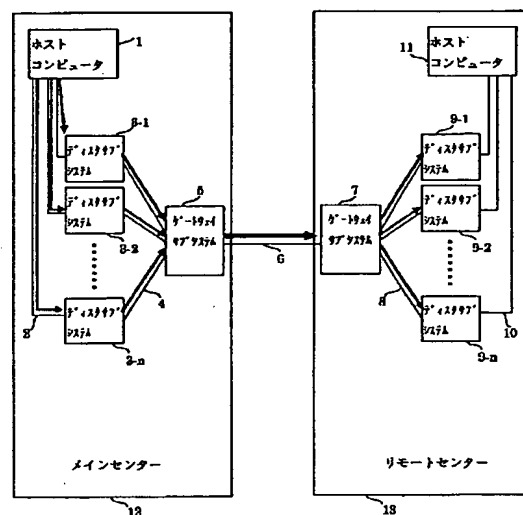 ホスト
コンピュータ
1
ディスクサブ
システム
3-1
ディスクサブ
システム
3-2
ディスクサブ
システム
3-n
2
4
ゲートウェイ
サブシステム
5
6
メインセンター
12
ホスト
コンピュータ
11
ディスクサブ
システム
9-1
ディスクサブ
システム
9-2
ディスクサブ
システム
9-n
ゲートウェイ
サブシステム
7
8
10
リモートセンター
13